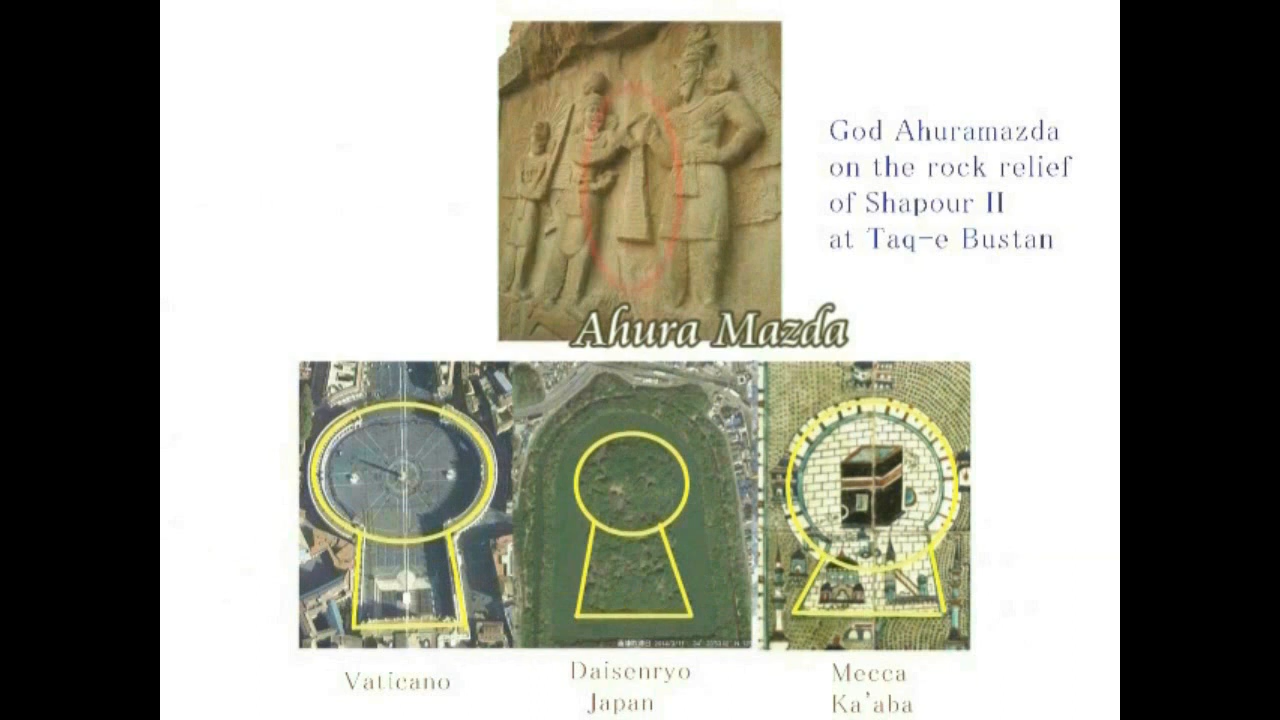 God Ahuramazda
on the rock relief
of Shapour II
at Taq-e Bustan
Ahura Mazda
Vaticano
Daisenryo
Japan
Mecca
Ka'aba